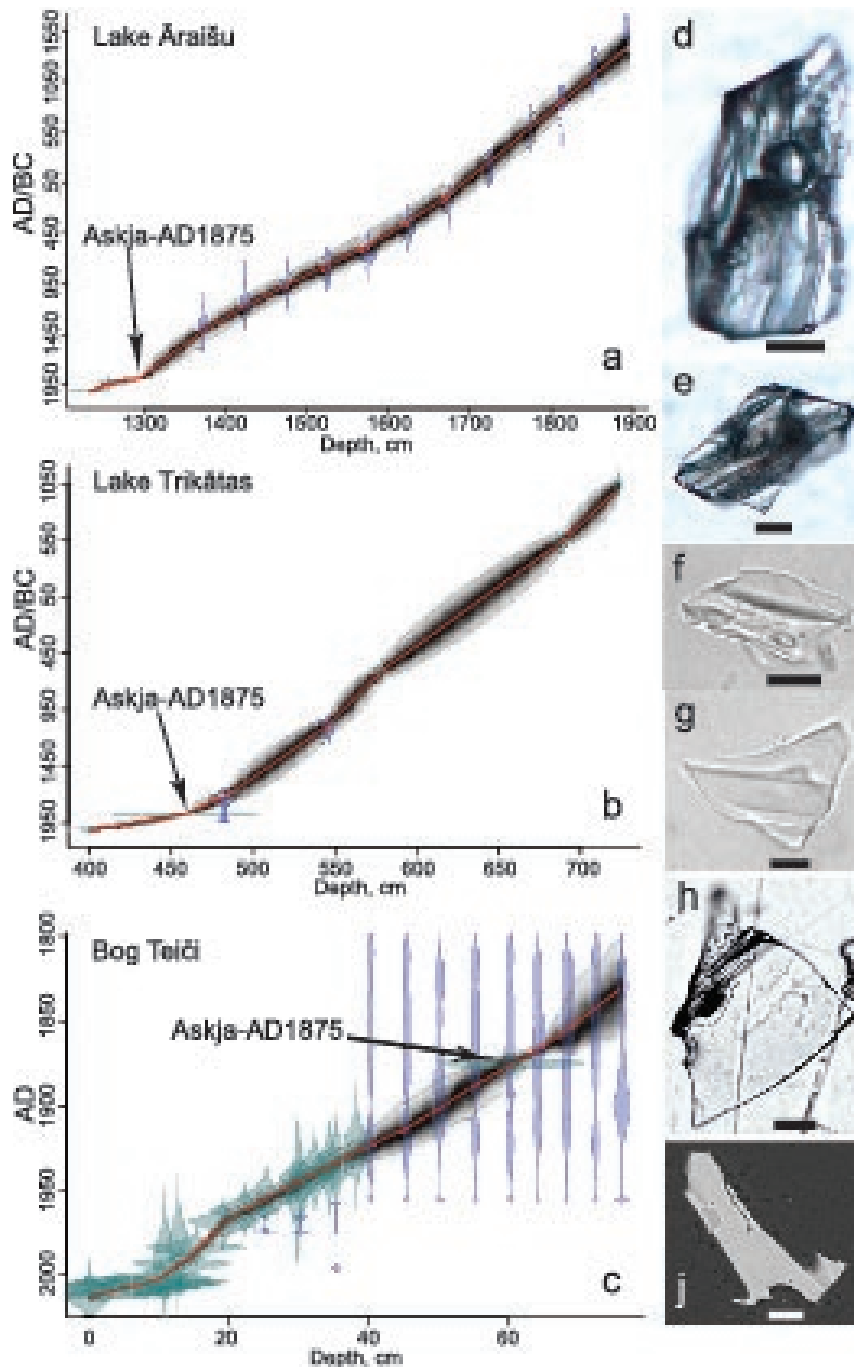 Lake Āraišu
AD/BC
1550
1050
550
50
450
950
1450
1950
Askja-AD1875
a
1300
1400
1500
1600
1700
1800
1900
Depth, cm
Lake Trikātas
AD/BC
1050
550
50
450
950
1450
1950
Askja-AD1875
b
400
450
500
550
600
650
700
Depth, cm
Bog Teiči
AD
1800
1850
1900
1950
2000
Askja-AD1875
c
0
20
40
60
Depth, cm
d
e
f
g
h
j